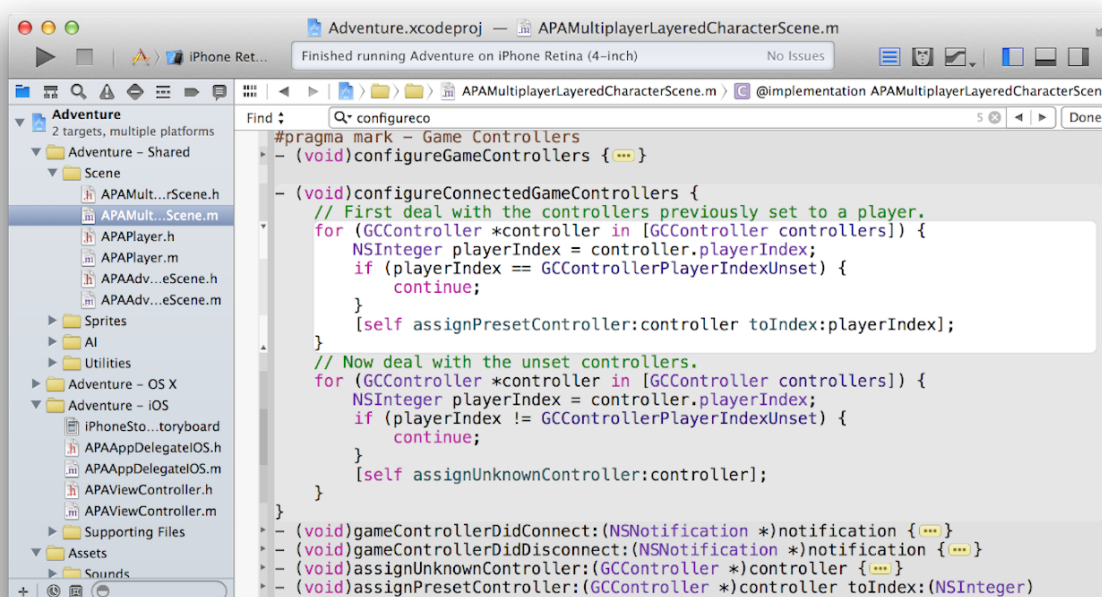 Adventure.xcodeproj — APAMultiplayerLayeredCharacterScene.m
iPhone Ret...
Finished running Adventure on iPhone Retina (4-inch)
No Issues
APAMultiplayerLayeredCharacterScene.m
@implementation APAMultiplayerLayeredCharacterScen
Adventure
2 targets, multiple platforms
Adventure - Shared
Scene
APAMult...rScene.h
APAMult...Scene.m
APAPlayer.h
APAPlayer.m
APAAdv...eScene.h
APAAdv...eScene.m
Sprites
AI
Utilities
Adventure - OS X
Adventure - iOS
iPhoneSto...toryboard
APAAppDelegateIOS.h
APAAppDelegateIOS.m
APAViewController.h
APAViewController.m
Supporting Files
Assets
Sounds
Find
configureco
5
Done
#pragma mark - Game Controllers
- (void)configureGameControllers {...}
- (void)configureConnectedGameControllers {
// First deal with the controllers previously set to a player.
for (GCController *controller in [GCController controllers]) {
NSInteger playerIndex = controller.playerIndex;
if (playerIndex == GCControllerPlayerIndexUnset) {
continue;
}
[self assignPresetController:controller toIndex:playerIndex];
}
// Now deal with the unset controllers.
for (GCController *controller in [GCController controllers]) {
NSInteger playerIndex = controller.playerIndex;
if (playerIndex != GCControllerPlayerIndexUnset) {
continue;
}
[self assignUnknownController:controller];
}
}
- (void)gameControllerDidConnect:(NSNotification *)notification {...}
- (void)gameControllerDidDisconnect:(NSNotification *)notification {...}
- (void)assignUnknownController:(GCController *)controller {...}
- (void)assignPresetController:(GCController *)controller toIndex:(NSInteger)